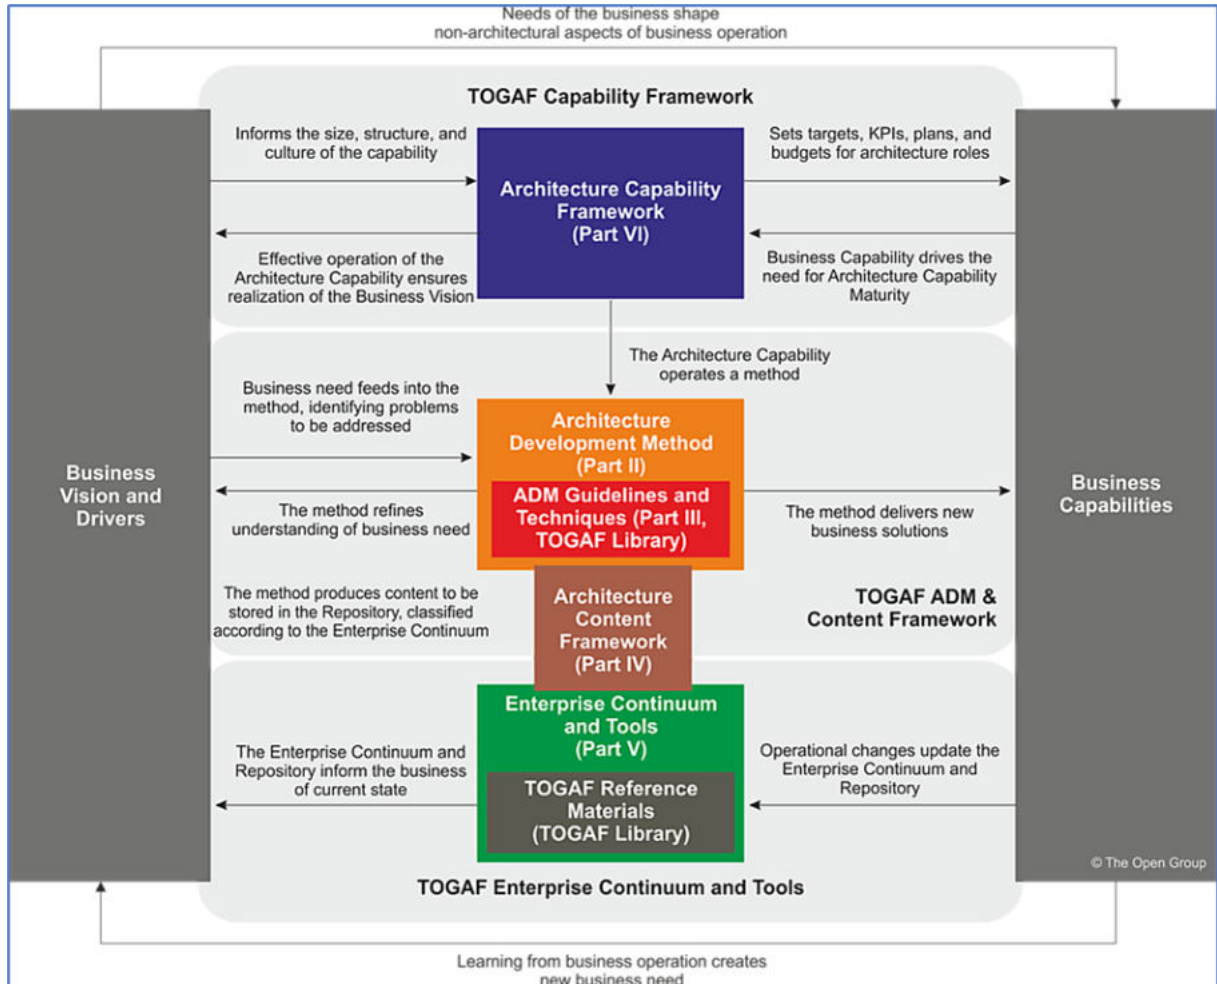 Needs of the business shape
non-architectural aspects of business operation
TOGAF Capability Framework
Informs the size, structure, and
culture of the capability
Architecture Capability
Framework
(Part VI)
Sets targets, KPIs, plans, and
budgets for architecture roles
Effective operation of the
Architecture Capability ensures
realization of the Business Vision
Business Capability drives the
need for Architecture Capability
Maturity
The Architecture Capability
operates a method
Business need feeds into the
method, identifying problems
to be addressed
Architecture
Development Method
(Part II)
ADM Guidelines and
Techniques (Part III,
TOGAF Library)
Business
Vision and
Drivers
Business
Capabilities
The method refines
understanding of business need
The method delivers new
business solutions
The method produces content to be
stored in the Repository, classified
according to the Enterprise Continuum
Architecture
Content
Framework
(Part IV)
TOGAF ADM &
Content Framework
Enterprise Continuum
and Tools
(Part V)
TOGAF Reference
Materials
(TOGAF Library)
The Enterprise Continuum and
Repository inform the business
of current state
Operational changes update the
Enterprise Continuum and
Repository
© The Open Group
TOGAF Enterprise Continuum and Tools
Learning from business operation creates
new business need